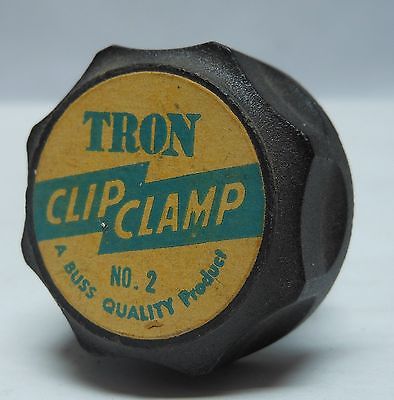 TRON
CLIP CLAMP
NO. 2
A BUSS QUALITY Product